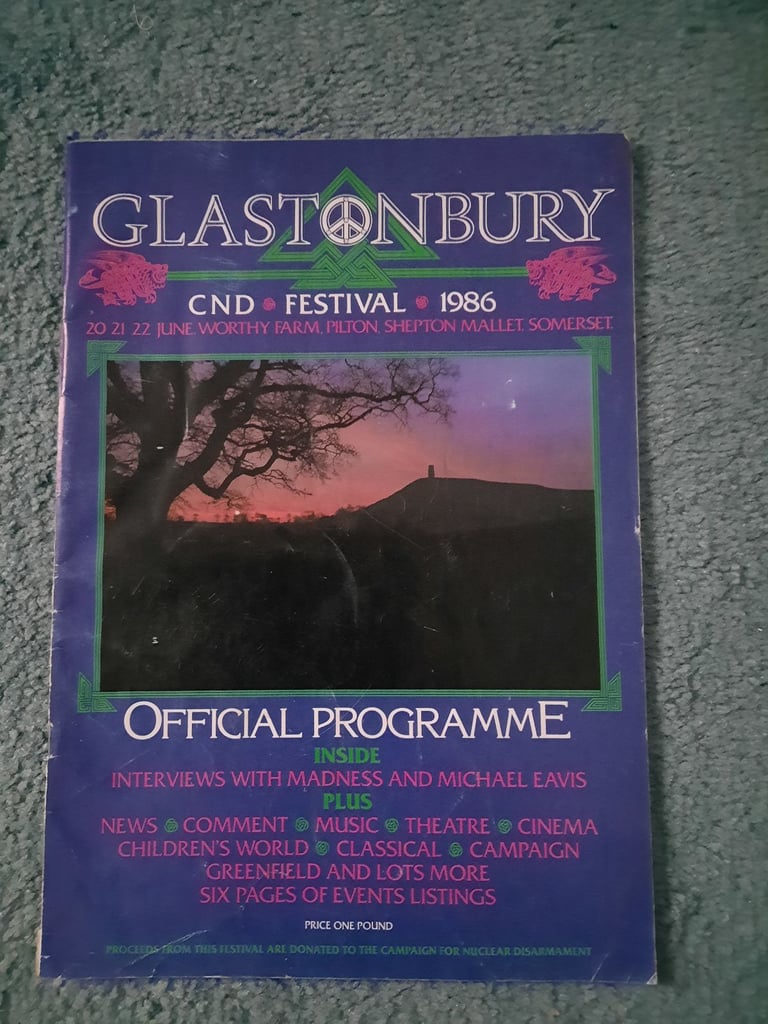 GLASTONBURY
CND FESTIVAL 1986
20 21 22 JUNE. WORTHY FARM, PILTON, SHEPTON MALLET. SOMERSET.
OFFICIAL PROGRAMME
INSIDE
INTERVIEWS WITH MADNESS AND MICHAEL EAVIS
PLUS
NEWS COMMENT MUSIC THEATRE CINEMA
CHILDREN'S WORLD CLASSICAL CAMPAIGN
GREENFIELD AND LOTS MORE
SIX PAGES OF EVENTS LISTINGS
PRICE ONE POUND
PROCEEDS FROM THIS FESTIVAL ARE DONATED TO THE CAMPAIGN FOR NUCLEAR DISARMAMENT